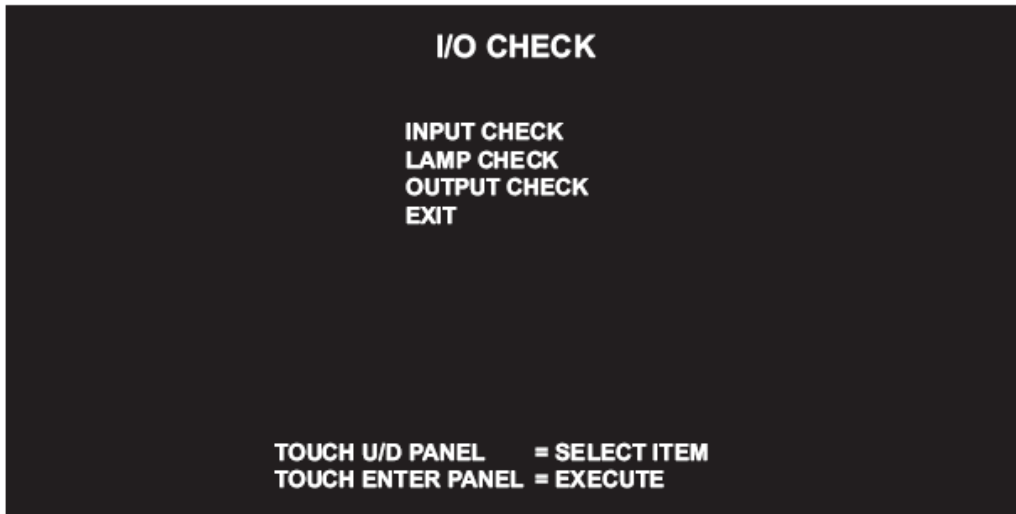 I/O CHECK
INPUT CHECK
LAMP CHECK
OUTPUT CHECK
EXIT
TOUCH U/D PANEL = SELECT ITEM
TOUCH ENTER PANEL = EXECUTE